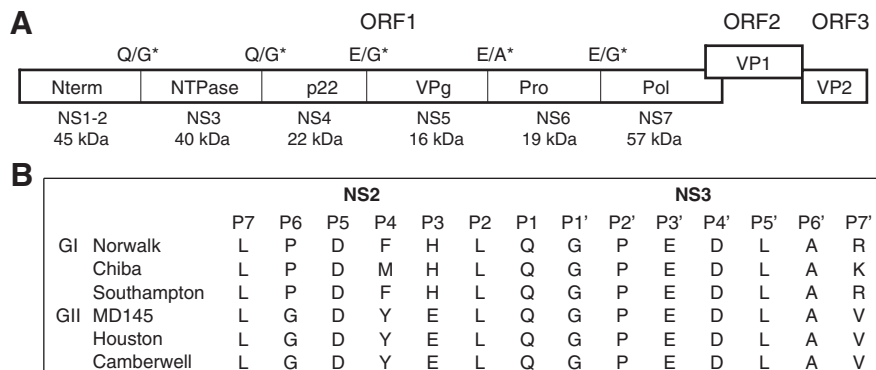 A
ORF1 ORF2 ORF3
Q/G* Q/G* E/G* E/A* E/G*
VP1
Nterm NTPase p22 VPg Pro Pol VP2
NS1-2 NS3 NS4 NS5 NS6 NS7
45 kDa 40 kDa 22 kDa 16 kDa 19 kDa 57 kDa
B
NS2 NS3
P7 P6 P5 P4 P3 P2 P1 P1' P2' P3' P4' P5' P6' P7'
GI Norwalk L P D F H L Q G P E D L A R
Chiba L P D M H L Q G P E D L A K
Southampton L P D F H L Q G P E D L A R
GII MD145 L G D Y E L Q G P E D L A V
Houston L G D Y E L Q G P E D L A V
Camberwell L G D Y E L Q G P E D L A V